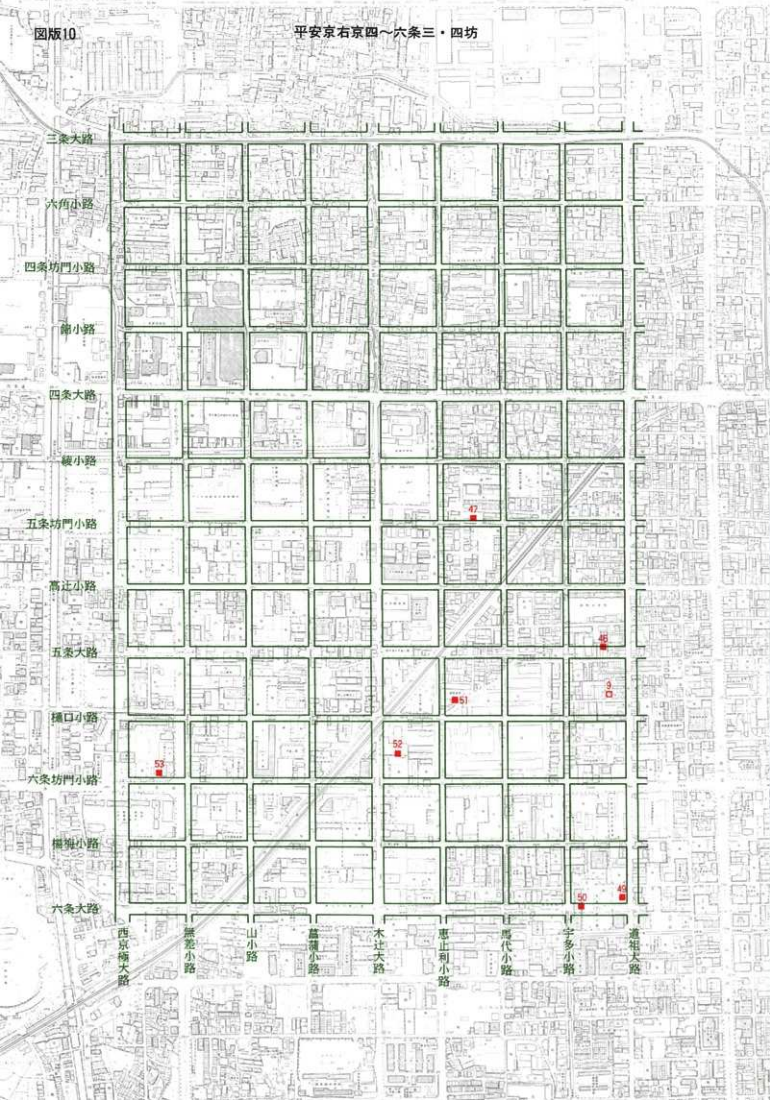 図版10
平安京右京四～六条三・四坊
三条大路
六角小路
四条坊門小路
錦小路
四条大路
綾小路
五条坊門小路
高辻小路
五条大路
樋口小路
六条坊門小路
楊梅小路
六条大路
47
46
9
51
52
53
49
50
西京極大路
無差小路
山小路
菖蒲小路
木辻大路
恵止利小路
馬代小路
宇多小路
道祖大路